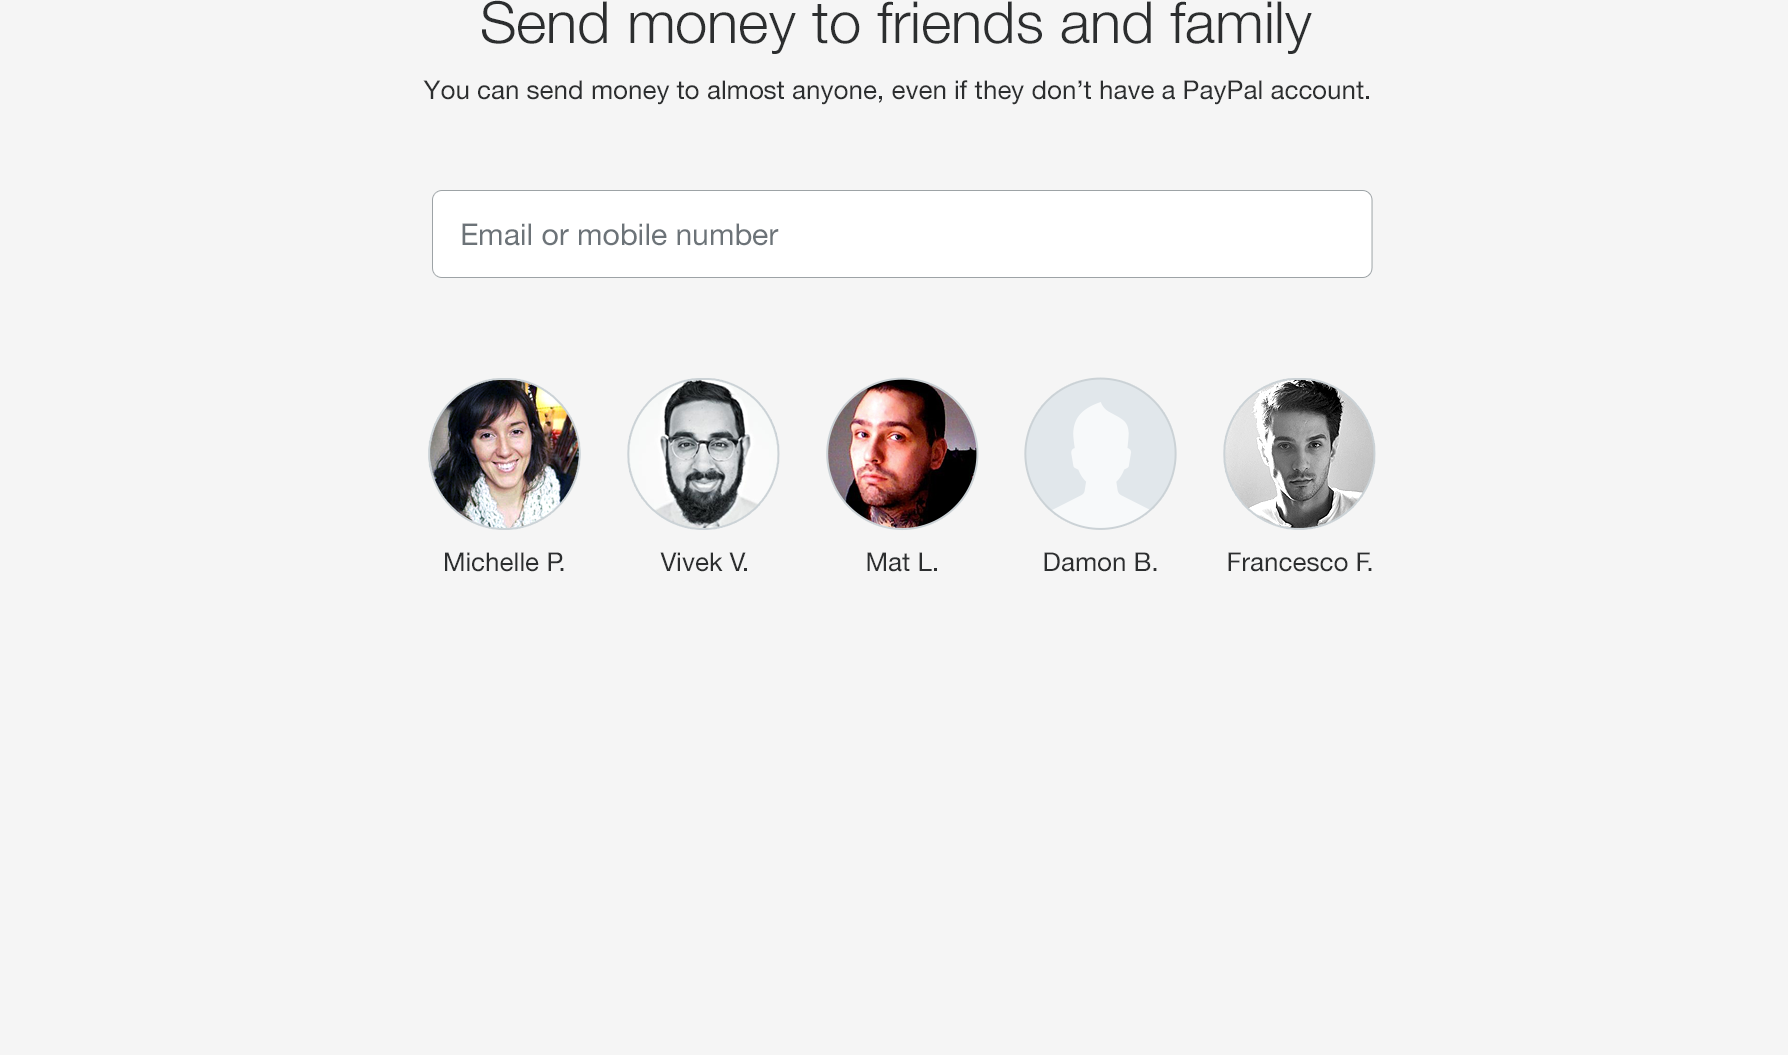 Send money to friends and family
You can send money to almost anyone, even if they don’t have a PayPal account.
Email or mobile number
Michelle P.
Vivek V.
Mat L.
Damon B.
Francesco F.